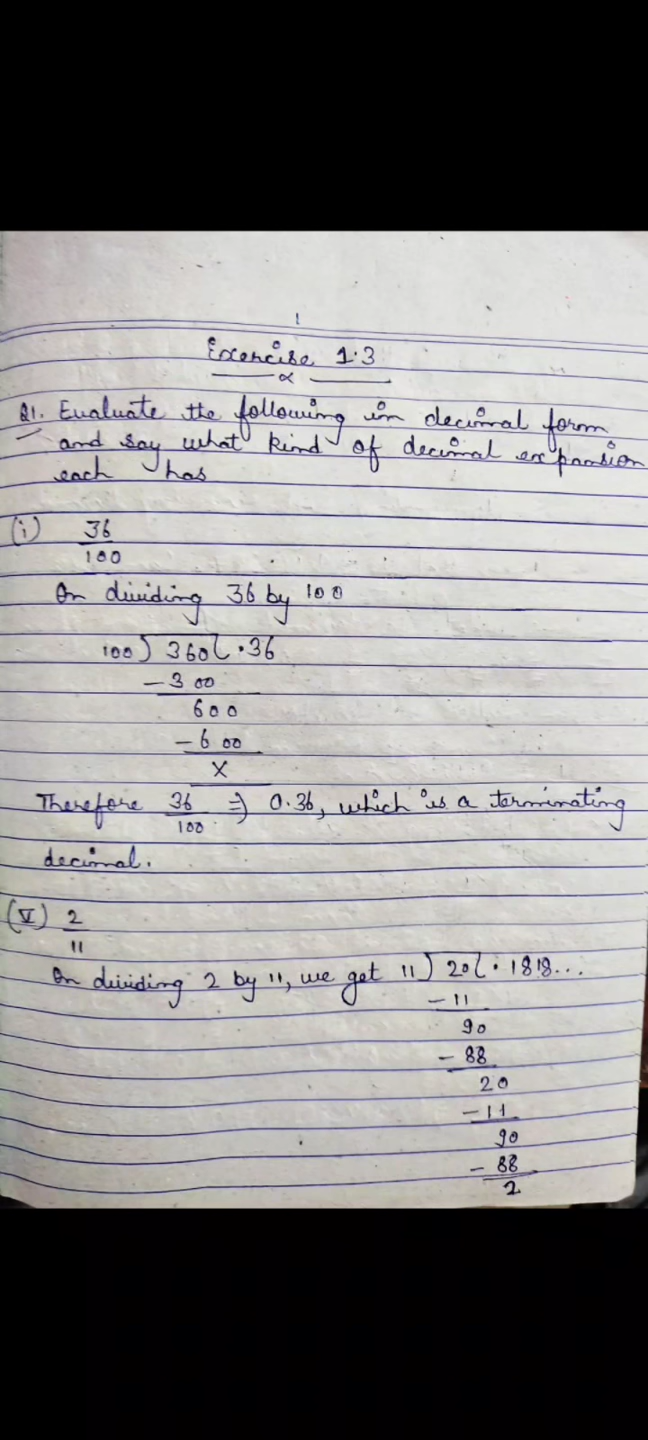 Exercise 1.3
Q1. Evaluate the following in decimal form
and say what kind of decimal expansion
each has
(i) 36
100
On dividing 36 by 100
100 ) 360 ( .36
-3 00
600
-6 00
X
Therefore 36/100 => 0.36, which is a terminating
decimal.
(V) 2
11
On dividing 2 by 11, we get 11 ) 20 ( .1818...
-11
90
- 88
20
-11
90
- 88
2